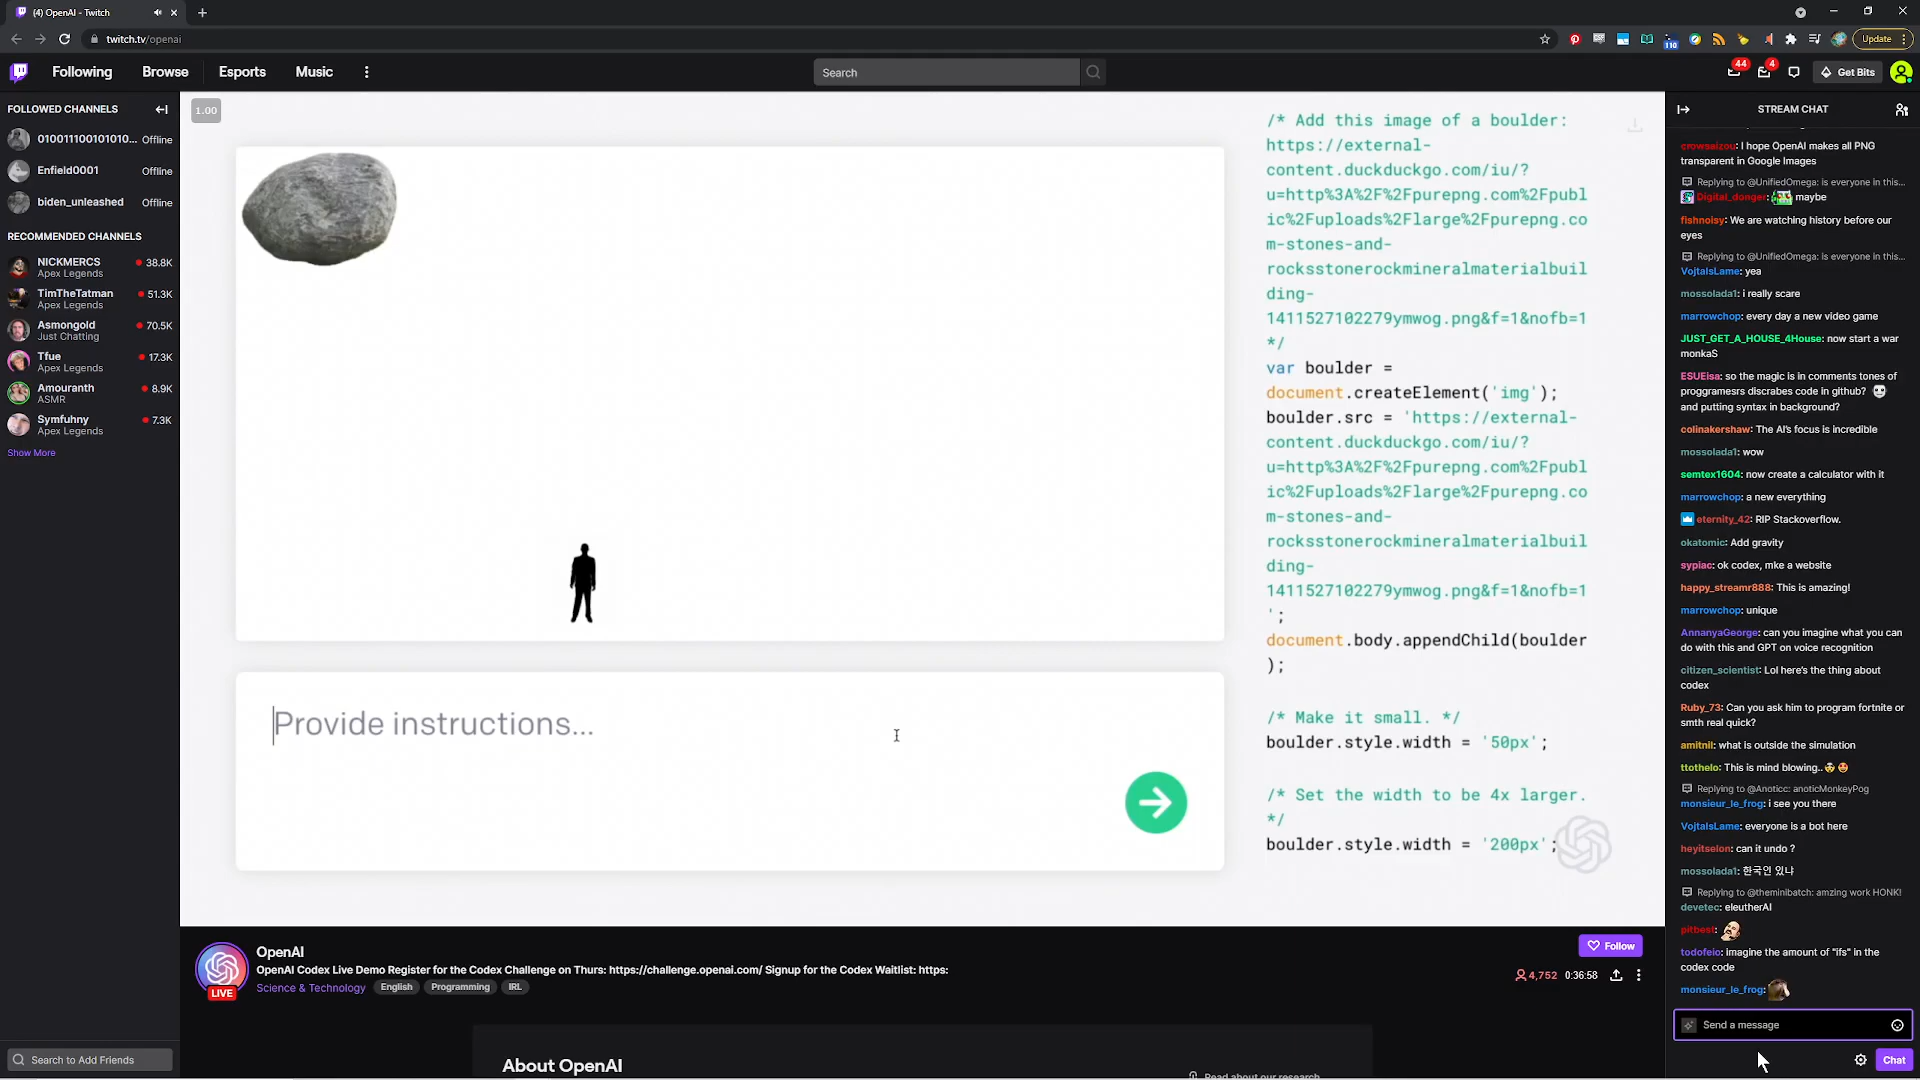 (4) OpenAI - Twitch
twitch.tv/openai
110
Update
Following
Browse
Esports
Music
Search
44
4
Get Bits
FOLLOWED CHANNELS
010011100101010... Offline
Enfield0001 Offline
biden_unleashed Offline
RECOMMENDED CHANNELS
NICKMERCS 38.8K
Apex Legends
TimTheTatman 51.3K
Apex Legends
Asmongold 70.5K
Just Chatting
Tfue 17.3K
Apex Legends
Amouranth 8.9K
ASMR
Symfuhny 7.3K
Apex Legends
Show More
Search to Add Friends
1.00
Provide instructions...
/* Add this image of a boulder:
https://external-
content.duckduckgo.com/iu/?
u=http%3A%2F%2Fpurepng.com%2Fpubl
ic%2Fuploads%2Flarge%2Fpurepng.co
m-stones-and-
rocksstonerockmineralmaterialbuil
ding-
1411527102279ymwog.png&f=1&nofb=1
*/
var boulder =
document.createElement('img');
boulder.src = 'https://external-
content.duckduckgo.com/iu/?
u=http%3A%2F%2Fpurepng.com%2Fpubl
ic%2Fuploads%2Flarge%2Fpurepng.co
m-stones-and-
rocksstonerockmineralmaterialbuil
ding-
1411527102279ymwog.png&f=1&nofb=1
';
document.body.appendChild(boulder
);
/* Make it small. */
boulder.style.width = '50px';
/* Set the width to be 4x larger.
*/
boulder.style.width = '200px';
LIVE
OpenAI
OpenAI Codex Live Demo Register for the Codex Challenge on Thurs: https://challenge.openai.com/ Signup for the Codex Waitlist: https:
Science & Technology English Programming IRL
Follow
4,752 0:36:58
About OpenAI
Read about our research
STREAM CHAT
crowsaizou: I hope OpenAI makes all PNG
transparent in Google Images
Replying to @UnifiedOmega: is everyone in this...
Digital_donger: maybe
fishnoisy: We are watching history before our
eyes
Replying to @UnifiedOmega: is everyone in this...
VojtaIsLame: yea
mossolada1: i really scare
marrowchop: every day a new video game
JUST_GET_A_HOUSE_4House: now start a war
monkaS
ESUEisa: so the magic is in comments tones of
proggramesrs discrabes code in github?
and putting syntax in background?
colinakershaw: The AI's focus is incredible
mossolada1: wow
semtex1604: now create a calculator with it
marrowchop: a new everything
eternity_42: RIP Stackoverflow.
okatomic: Add gravity
sypiac: ok codex, mke a website
happy_streamr888: This is amazing!
marrowchop: unique
AnnanyaGeorge: can you imagine what you can
do with this and GPT on voice recognition
citizen_scientist: Lol here's the thing about
codex
Ruby_73: Can you ask him to program fortnite or
smth real quick?
amitnil: what is outside the simulation
ttothelo: This is mind blowing..
Replying to @Anoticc: anoticMonkeyPog
monsieur_le_frog: i see you there
VojtaIsLame: everyone is a bot here
heyitselon: can it undo ?
mossolada1: 한국인 있냐
Replying to @theminibatch: amzing work HONK!
devetec: eleutherAI
pitbest:
todofeio: imagine the amount of "ifs" in the
codex code
monsieur_le_frog:
Send a message
Chat